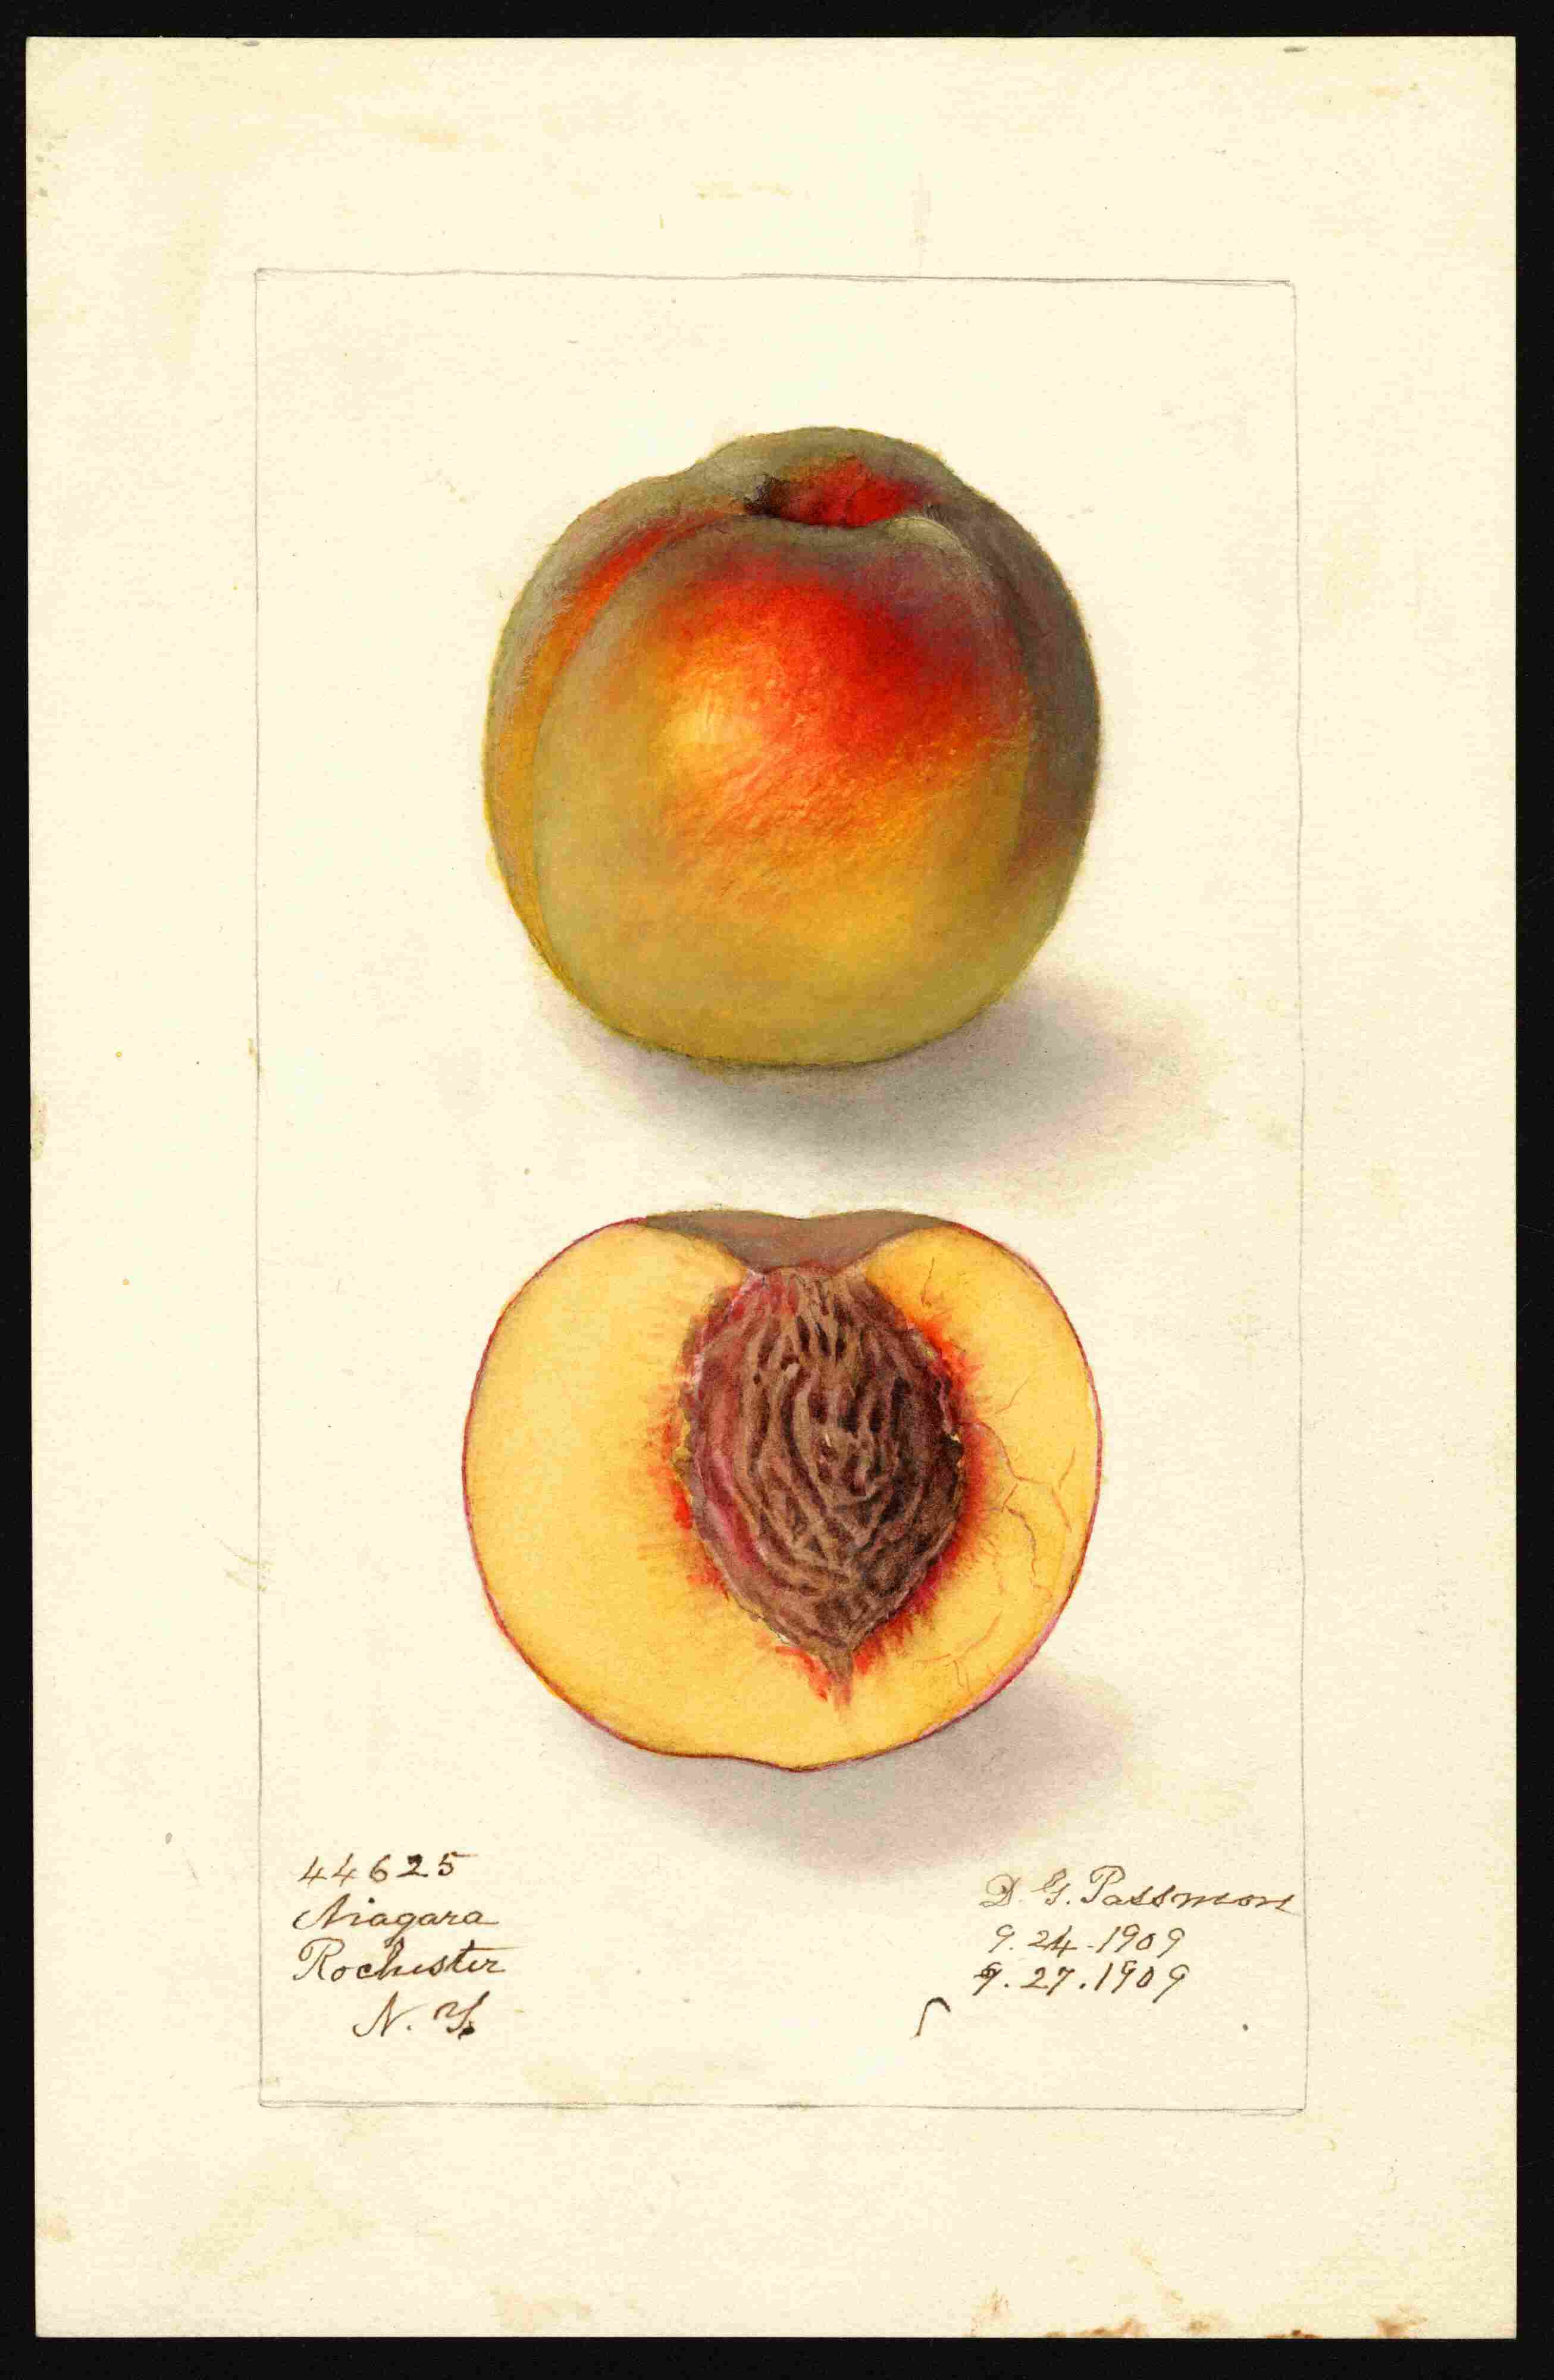 44625
Niagara
Rochester
N. Y.
D. G. Passmore
9.24.1909
9.27.1909